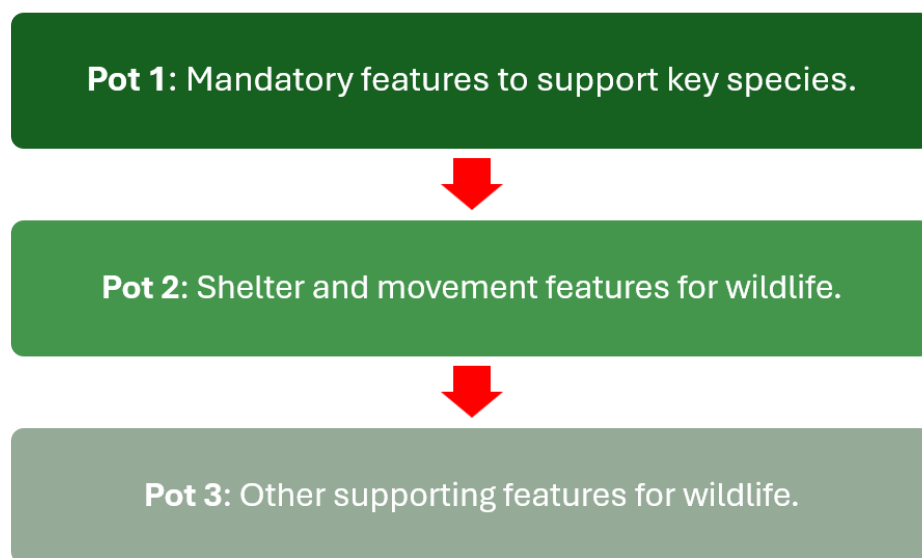 Pot 1: Mandatory features to support key species.
Pot 2: Shelter and movement features for wildlife.
Pot 3: Other supporting features for wildlife.